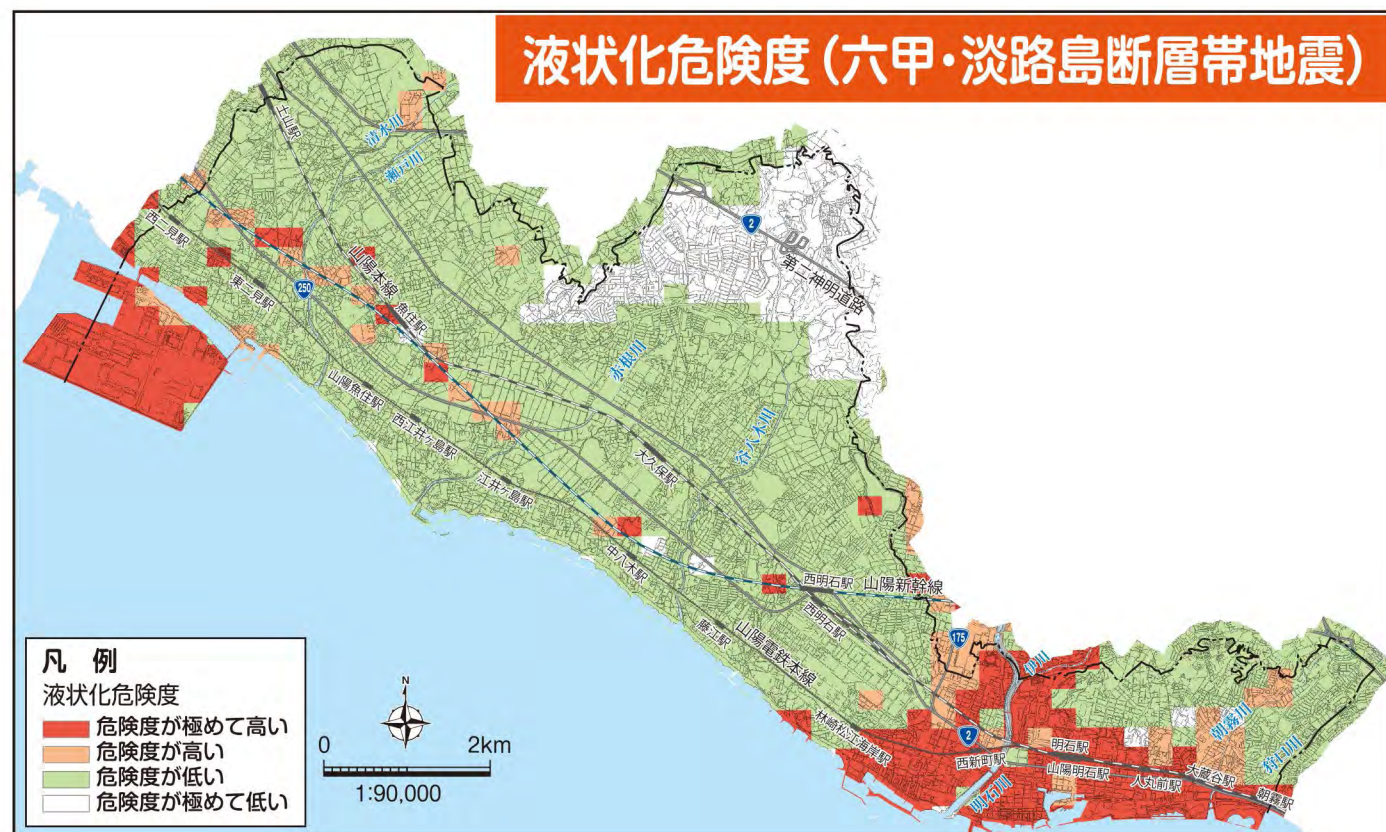 液状化危険度（六甲・淡路島断層帯地震）
土山駅
清水川
瀬戸川
西二見駅
東二見駅
250
山陽本線
魚住駅
2
第二神明道路
山陽魚住駅
西江井ヶ島駅
江井ヶ島駅
赤根川
谷八木川
大久保駅
中八木駅
西明石駅
山陽新幹線
西明石駅
藤江駅
山陽電鉄本線
175
伊川
林崎松江海岸駅
2
西新町駅
明石川
明石駅
山陽明石駅
人丸前駅
大蔵谷駅
朝霧川
狩口川
朝霧駅
凡 例
液状化危険度
危険度が極めて高い
危険度が高い
危険度が低い
危険度が極めて低い
N
0 2km
1:90,000